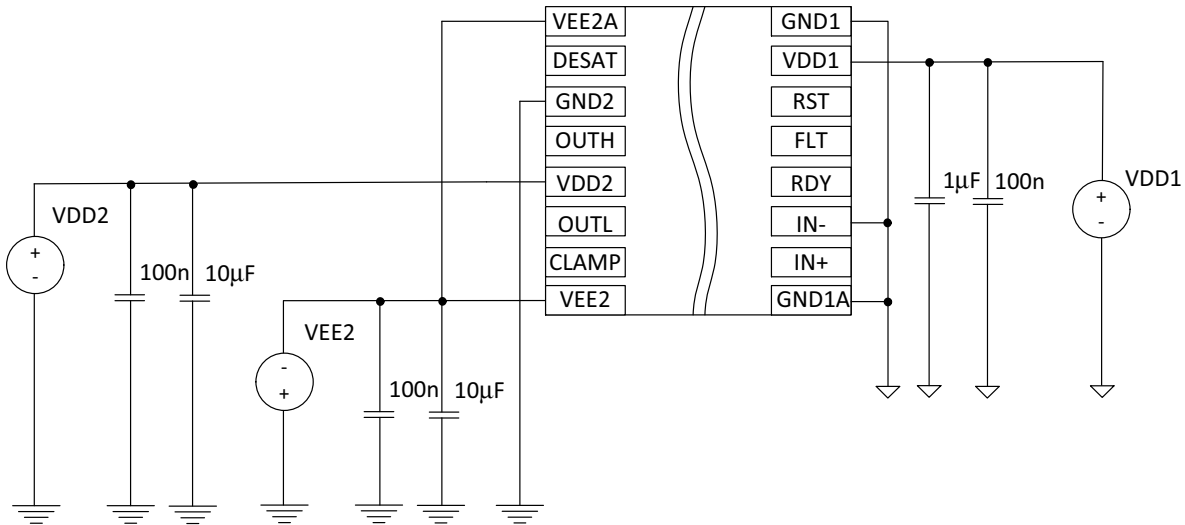 VEE2A
DESAT
GND2
OUTH
VDD2
OUTL
CLAMP
VEE2
GND1
VDD1
RST
FLT
RDY
IN-
IN+
GND1A
VDD2
+
-
100n
10μF
VEE2
-
+
100n
10μF
1μF
100n
VDD1
+
-